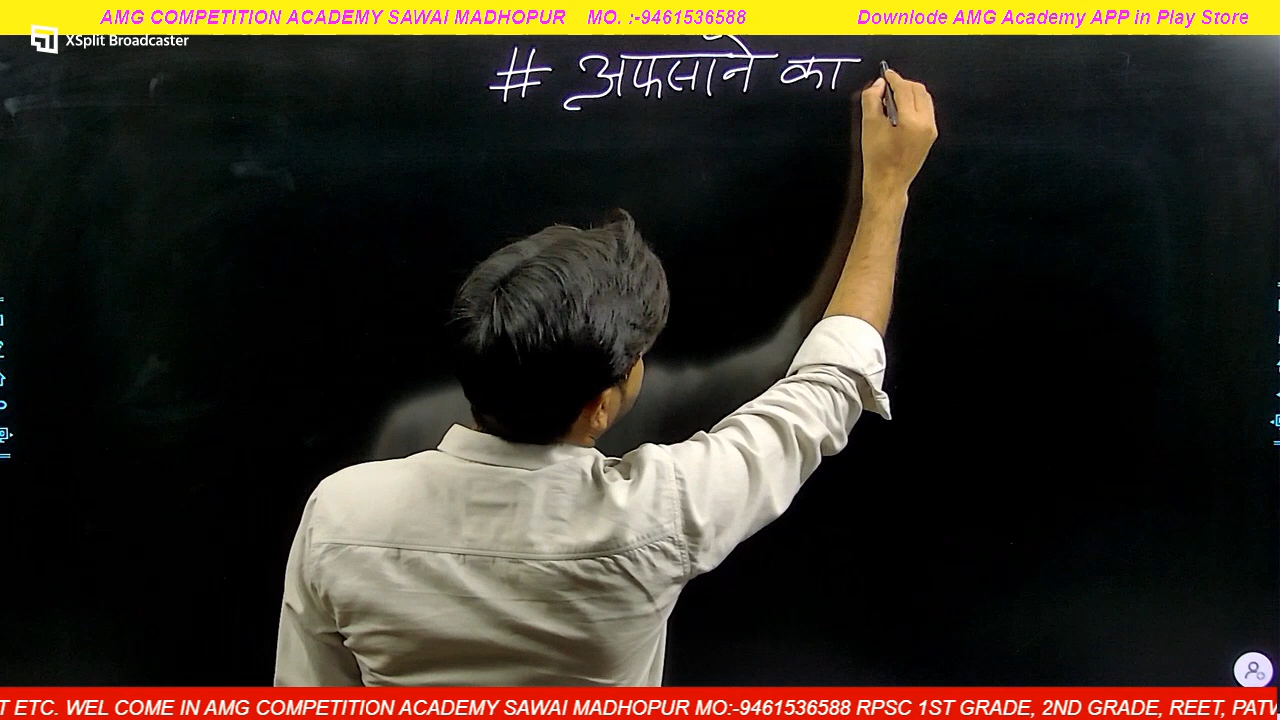 AMG COMPETITION ACADEMY SAWAI MADHOPUR MO. :-9461536588 Downlode AMG Academy APP in Play Store
XSplit Broadcaster
# अफसाने का
T ETC. WEL COME IN AMG COMPETITION ACADEMY SAWAI MADHOPUR MO:-9461536588 RPSC 1ST GRADE, 2ND GRADE, REET, PATV